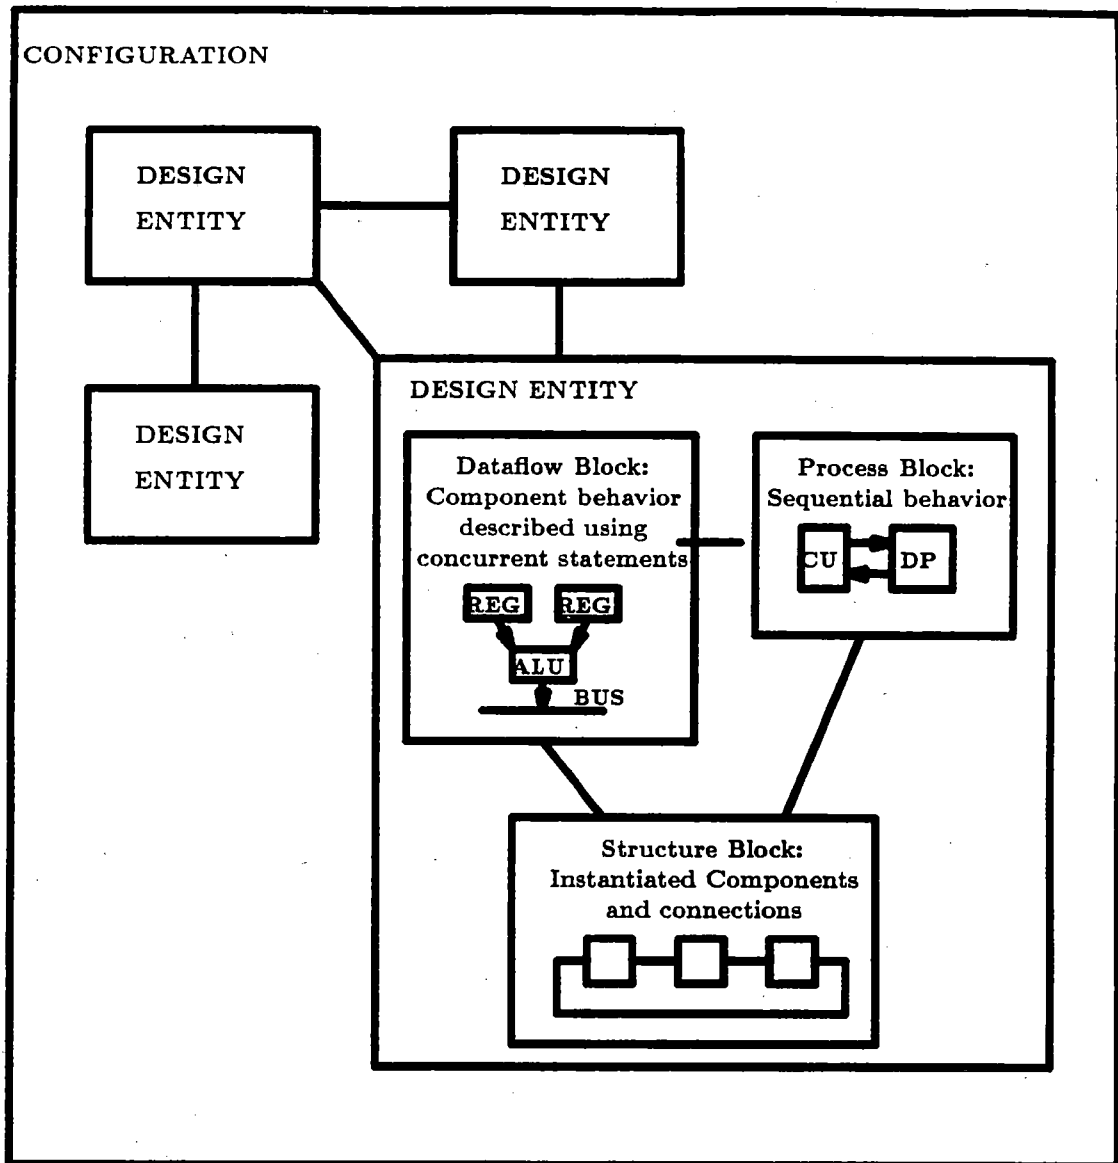 CONFIGURATION
DESIGN
ENTITY
DESIGN
ENTITY
DESIGN
ENTITY
DESIGN ENTITY
Dataflow Block:
Component behavior
described using
concurrent statements
REG
REG
ALU
BUS
Process Block:
Sequential behavior
CU
DP
Structure Block:
Instantiated Components
and connections